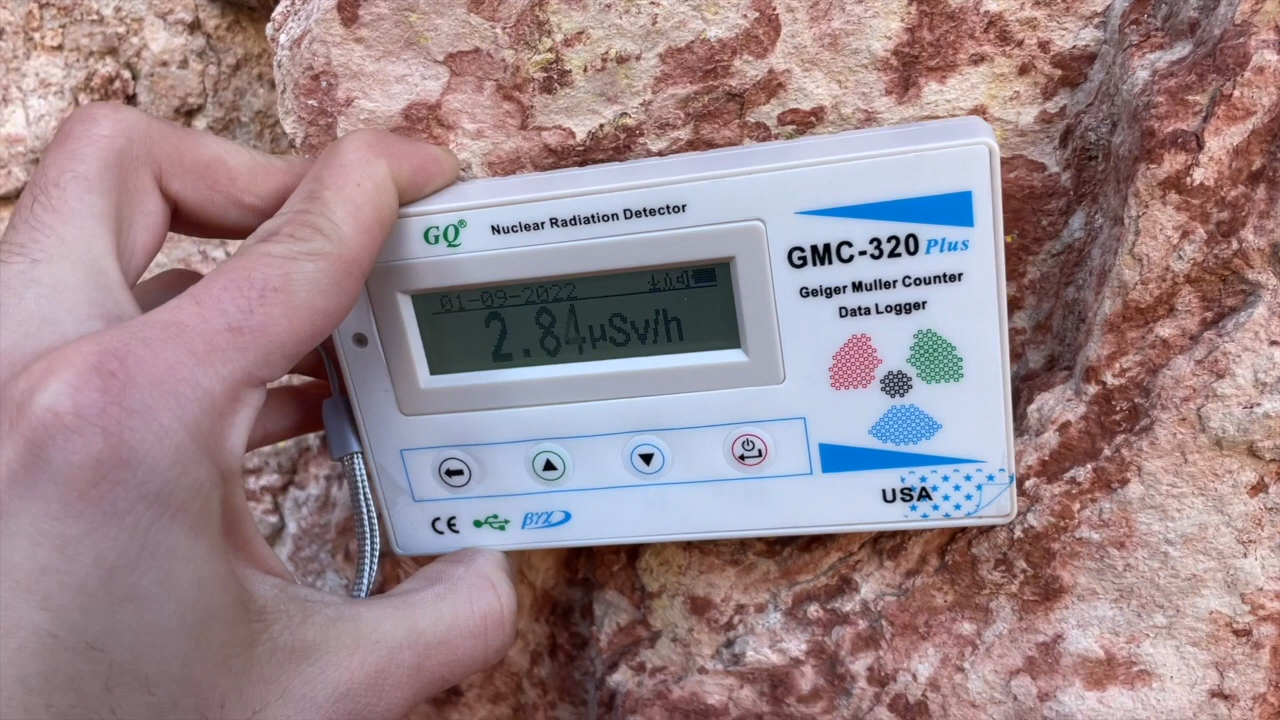 GQ® Nuclear Radiation Detector
GMC-320 Plus
Geiger Muller Counter
Data Logger
01-09-2022
2.84µSv/h
USA
CE βγχ